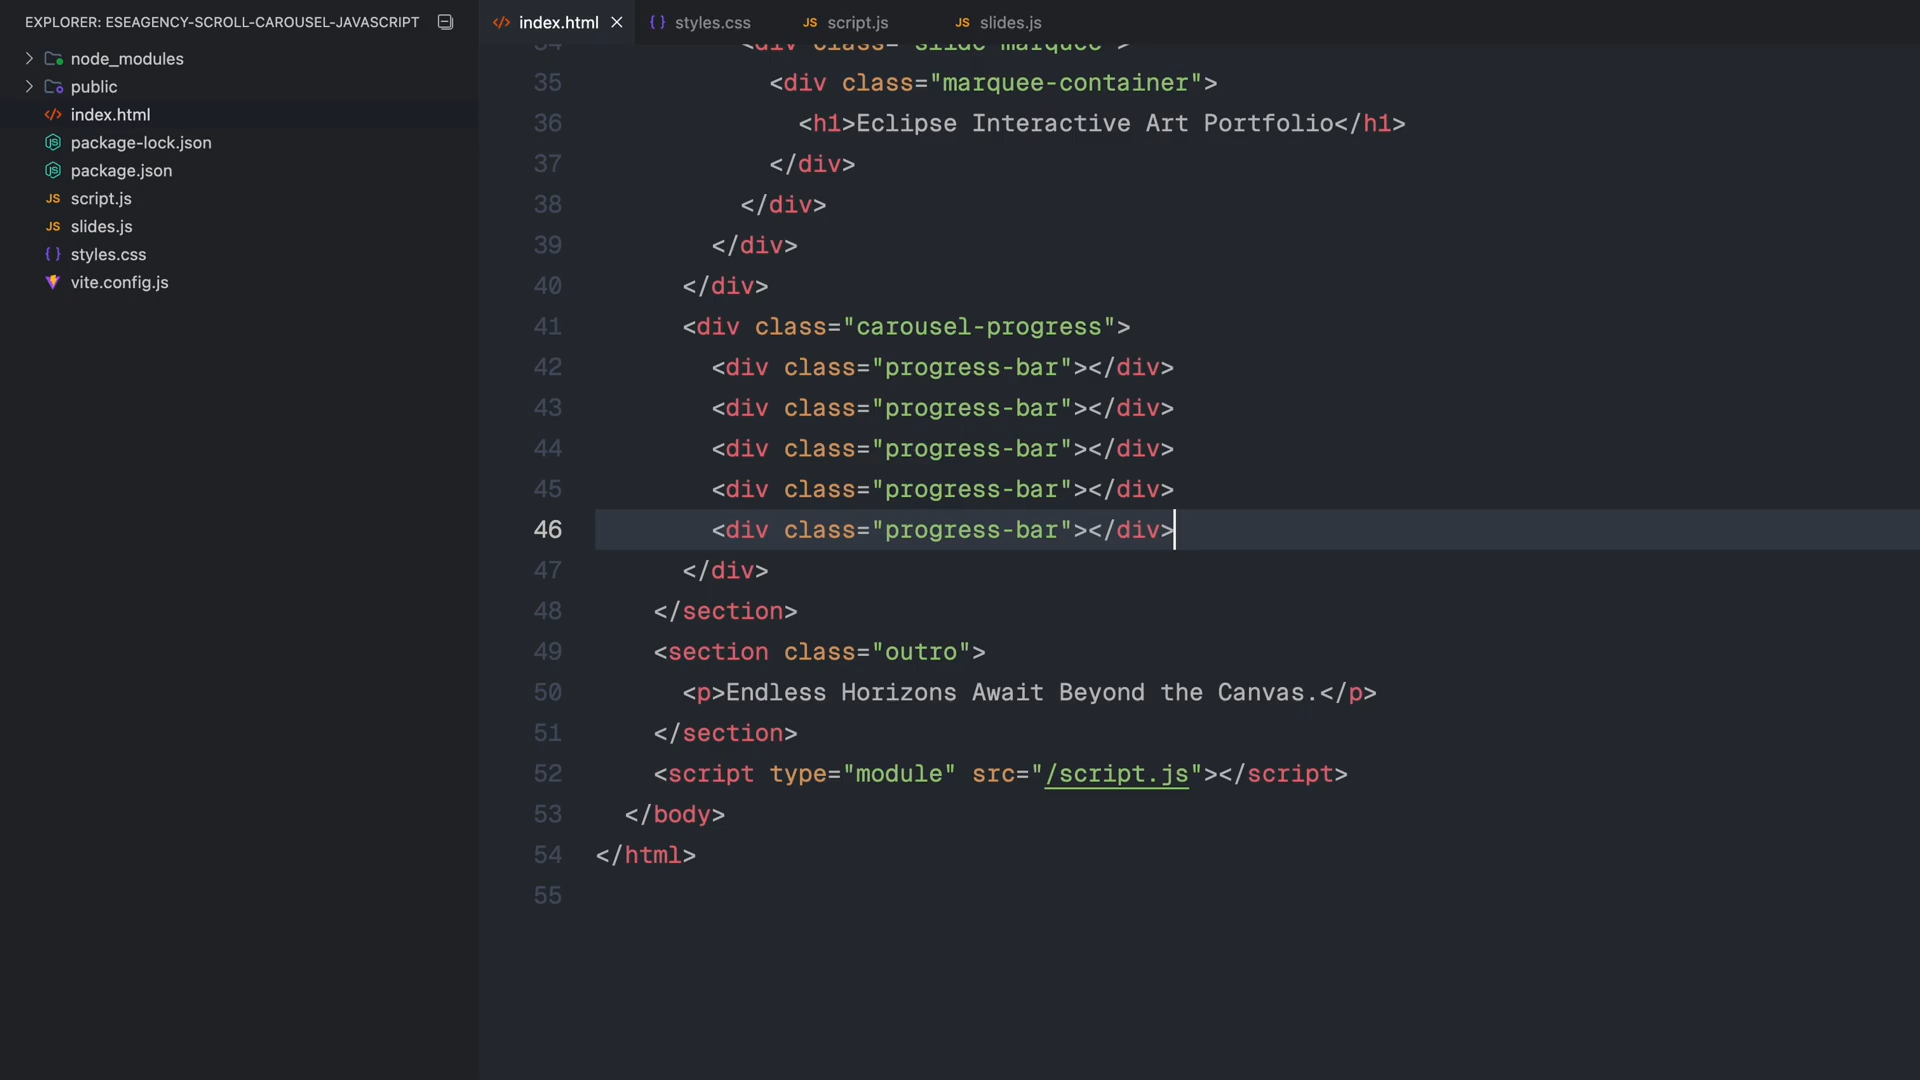 EXPLORER: ESEAGENCY-SCROLL-CAROUSEL-JAVASCRIPT
node_modules
public
index.html
package-lock.json
package.json
script.js
slides.js
styles.css
vite.config.js
index.html
styles.css
script.js
slides.js
34 <div class="slide-marquee">
35 <div class="marquee-container">
36 <h1>Eclipse Interactive Art Portfolio</h1>
37 </div>
38 </div>
39 </div>
40 </div>
41 <div class="carousel-progress">
42 <div class="progress-bar"></div>
43 <div class="progress-bar"></div>
44 <div class="progress-bar"></div>
45 <div class="progress-bar"></div>
46 <div class="progress-bar"></div>
47 </div>
48 </section>
49 <section class="outro">
50 <p>Endless Horizons Await Beyond the Canvas.</p>
51 </section>
52 <script type="module" src="/script.js"></script>
53 </body>
54 </html>
55